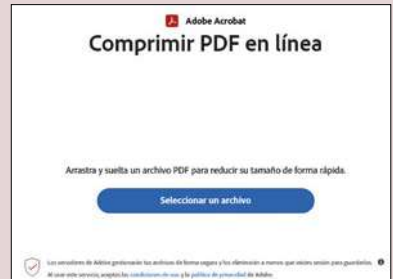 Adobe Acrobat
Comprimir PDF en línea
Arrastra y suelta un archivo PDF para reducir su tamaño de forma rápida.
Seleccionar un archivo
Los servidores de Adobe gestionarán tus archivos de forma segura y los eliminarán a menos que inicies sesión para guardarlos.
Al usar este servicio, aceptas las condiciones de uso y la política de privacidad de Adobe.